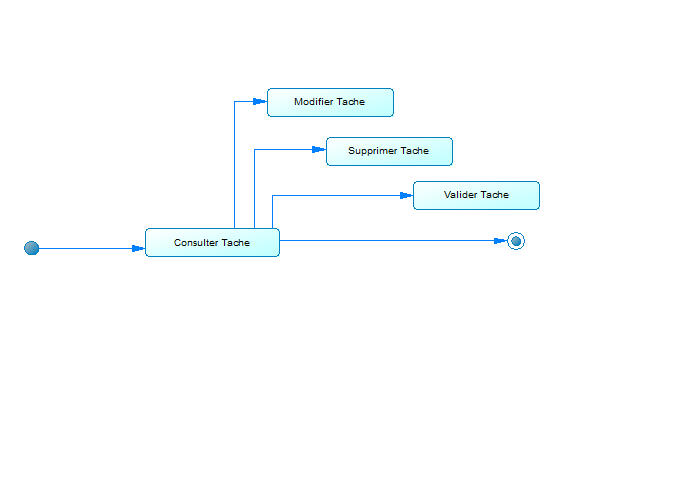 Modifier Tache
Supprimer Tache
Valider Tache
Consulter Tache